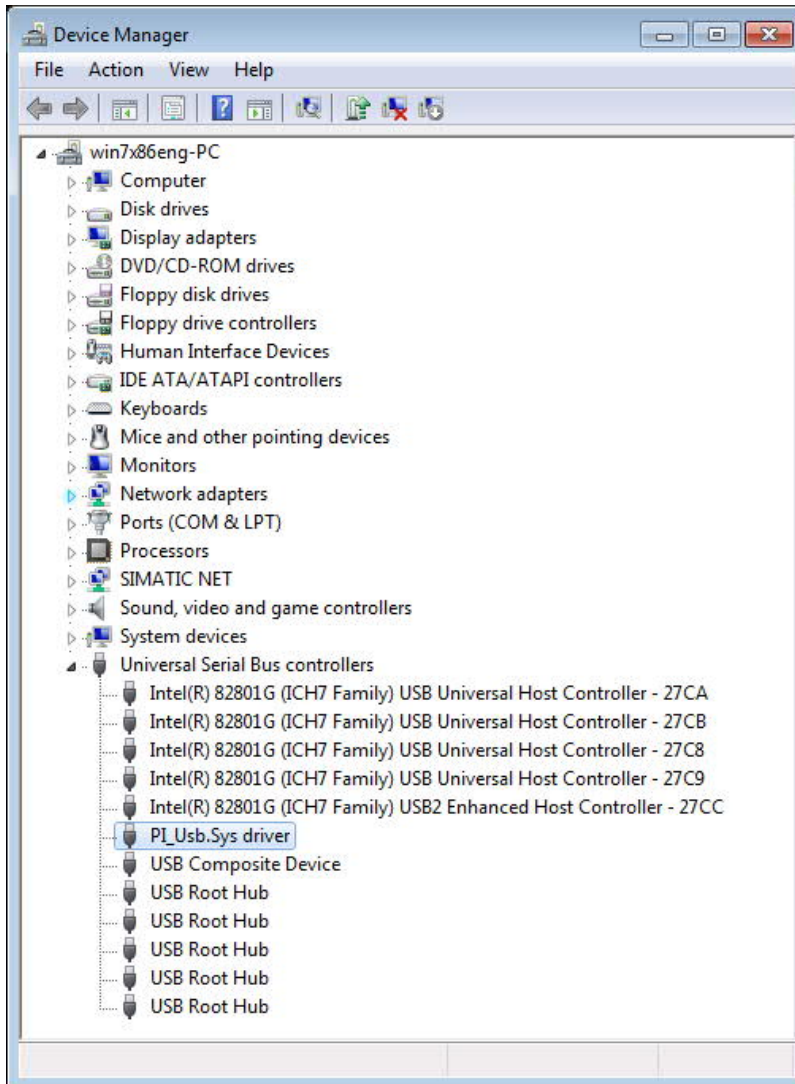 Device Manager
File Action View Help
win7x86eng-PC
Computer
Disk drives
Display adapters
DVD/CD-ROM drives
Floppy disk drives
Floppy drive controllers
Human Interface Devices
IDE ATA/ATAPI controllers
Keyboards
Mice and other pointing devices
Monitors
Network adapters
Ports (COM & LPT)
Processors
SIMATIC NET
Sound, video and game controllers
System devices
Universal Serial Bus controllers
Intel(R) 82801G (ICH7 Family) USB Universal Host Controller - 27CA
Intel(R) 82801G (ICH7 Family) USB Universal Host Controller - 27CB
Intel(R) 82801G (ICH7 Family) USB Universal Host Controller - 27C8
Intel(R) 82801G (ICH7 Family) USB Universal Host Controller - 27C9
Intel(R) 82801G (ICH7 Family) USB2 Enhanced Host Controller - 27CC
PI_Usb.Sys driver
USB Composite Device
USB Root Hub
USB Root Hub
USB Root Hub
USB Root Hub
USB Root Hub